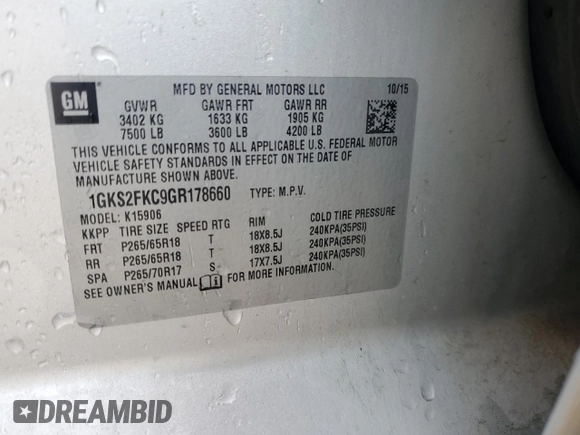 GM
MFD BY GENERAL MOTORS LLC 10/15
GVWR GAWR FRT GAWR RR
3402 KG 1633 KG 1905 KG
7500 LB 3600 LB 4200 LB
THIS VEHICLE CONFORMS TO ALL APPLICABLE U.S. FEDERAL MOTOR
VEHICLE SAFETY STANDARDS IN EFFECT ON THE DATE OF
MANUFACTURE SHOWN ABOVE.
1GKS2FKC9GR178660 TYPE: M.P.V.
MODEL: K15906
KKPP TIRE SIZE SPEED RTG RIM COLD TIRE PRESSURE
FRT P265/65R18 T 18X8.5J 240KPA(35PSI)
RR P265/65R18 T 18X8.5J 240KPA(35PSI)
SPA P265/70R17 S 17X7.5J 240KPA(35PSI)
SEE OWNER'S MANUAL FOR MORE INFORMATION.
DREAMBID